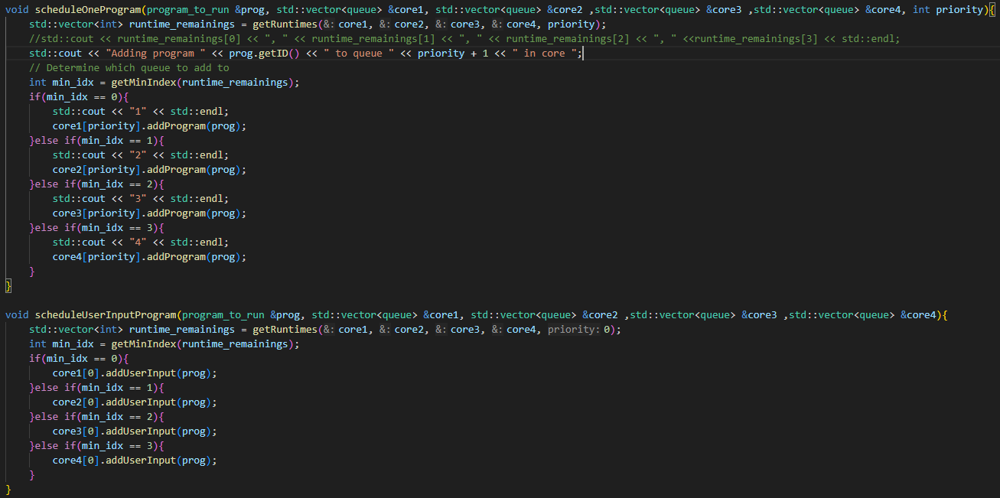 void scheduleOneProgram(program_to_run &prog, std::vector<queue> &core1, std::vector<queue> &core2 ,std::vector<queue> &core3 ,std::vector<queue> &core4, int priority){
    std::vector<int> runtime_remainings = getRuntimes(&: core1, &: core2, &: core3, &: core4, priority);
    //std::cout << runtime_remainings[0] << ", " << runtime_remainings[1] << ", " << runtime_remainings[2] << ", " <<runtime_remainings[3] << std::endl;
    std::cout << "Adding program " << prog.getID() << " to queue " << priority + 1 << " in core ";
    // Determine which queue to add to
    int min_idx = getMinIndex(runtime_remainings);
    if(min_idx == 0){
        std::cout << "1" << std::endl;
        core1[priority].addProgram(prog);
    }else if(min_idx == 1){
        std::cout << "2" << std::endl;
        core2[priority].addProgram(prog);
    }else if(min_idx == 2){
        std::cout << "3" << std::endl;
        core3[priority].addProgram(prog);
    }else if(min_idx == 3){
        std::cout << "4" << std::endl;
        core4[priority].addProgram(prog);
    }
}
void scheduleUserInputProgram(program_to_run &prog, std::vector<queue> &core1, std::vector<queue> &core2 ,std::vector<queue> &core3 ,std::vector<queue> &core4){
    std::vector<int> runtime_remainings = getRuntimes(&: core1, &: core2, &: core3, &: core4, priority: 0);
    int min_idx = getMinIndex(runtime_remainings);
    if(min_idx == 0){
        core1[0].addUserInput(prog);
    }else if(min_idx == 1){
        core2[0].addUserInput(prog);
    }else if(min_idx == 2){
        core3[0].addUserInput(prog);
    }else if(min_idx == 3){
        core4[0].addUserInput(prog);
    }
}